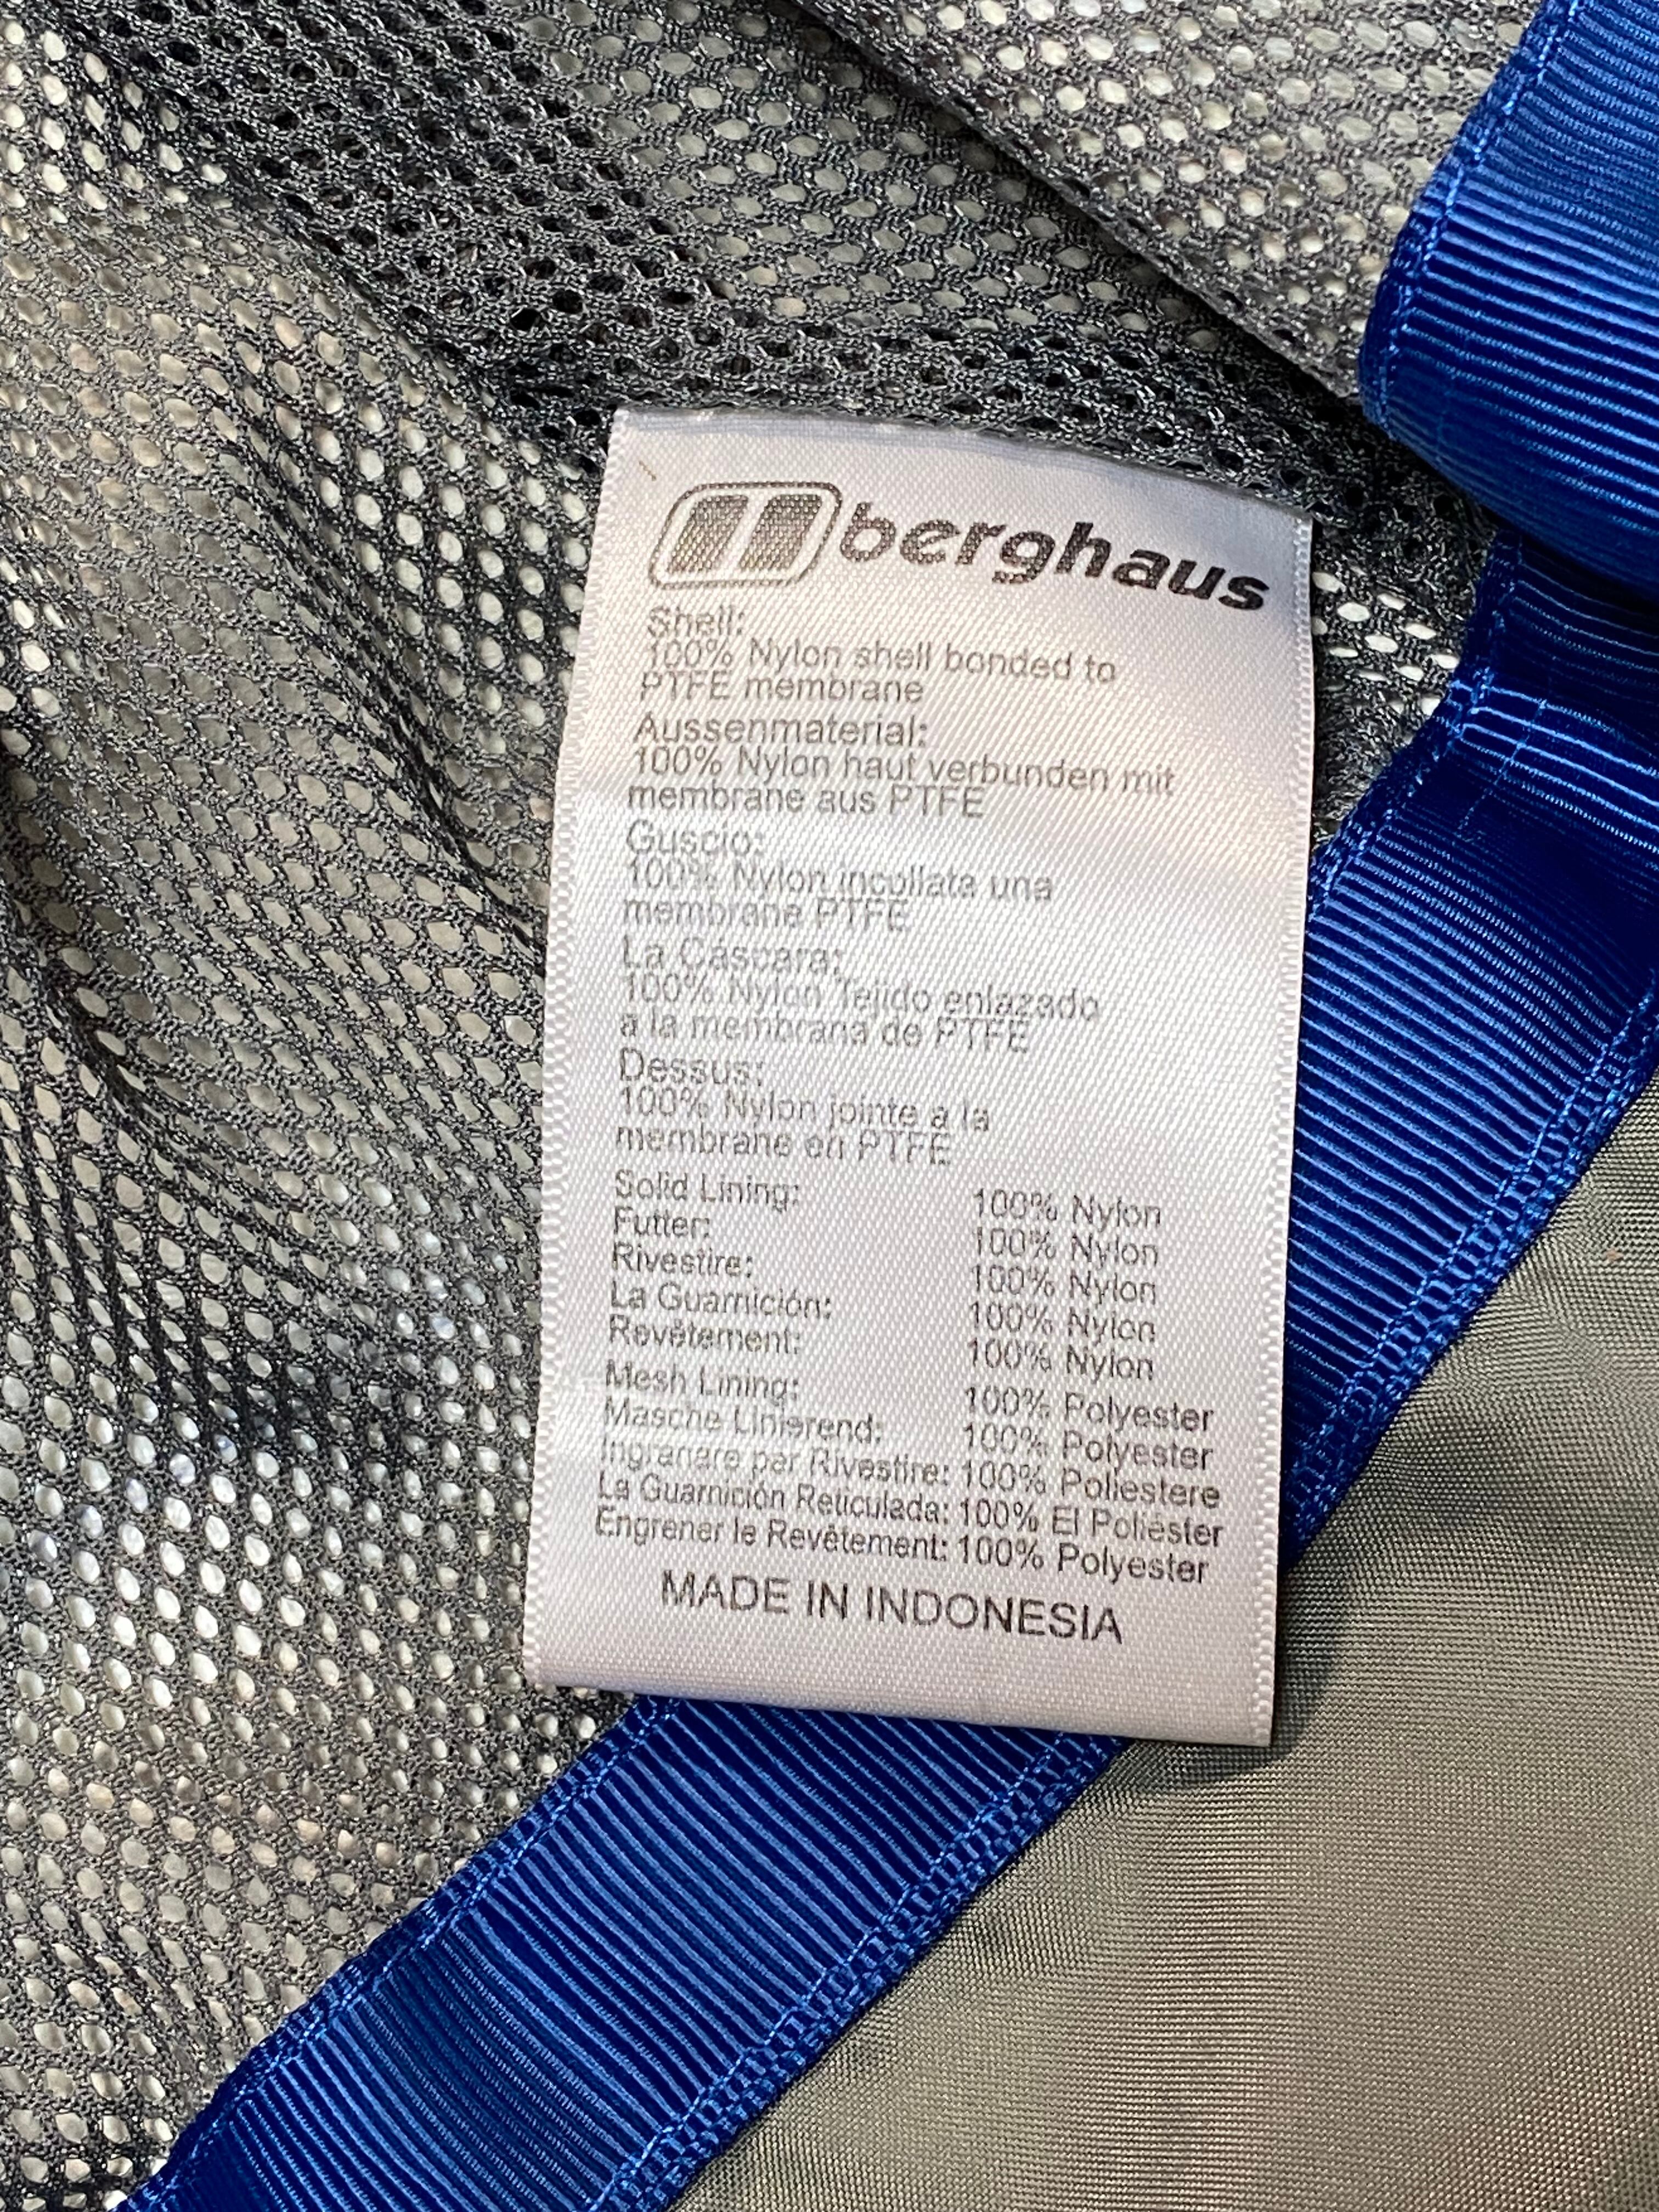 berghaus
Shell:
100% Nylon shell bonded to
PTFE membrane
Aussenmaterial:
100% Nylon haut verbunden mit
membrane aus PTFE
Guscio:
100% Nylon incollata una
membrane PTFE
La Cáscara:
100% Nylon Tejido enlazado
a la membrana de PTFE
Dessus:
100% Nylon jointe a la
membrane en PTFE
Solid Lining: 100% Nylon
Futter: 100% Nylon
Rivestire: 100% Nylon
La Guarnición: 100% Nylon
Revêtement: 100% Nylon
Mesh Lining: 100% Polyester
Masche Linierend: 100% Polyester
Ingranare par Rivestire: 100% Poliestere
La Guarnición Reticulada: 100% El Poliéster
Engrener le Revêtement: 100% Polyester
MADE IN INDONESIA